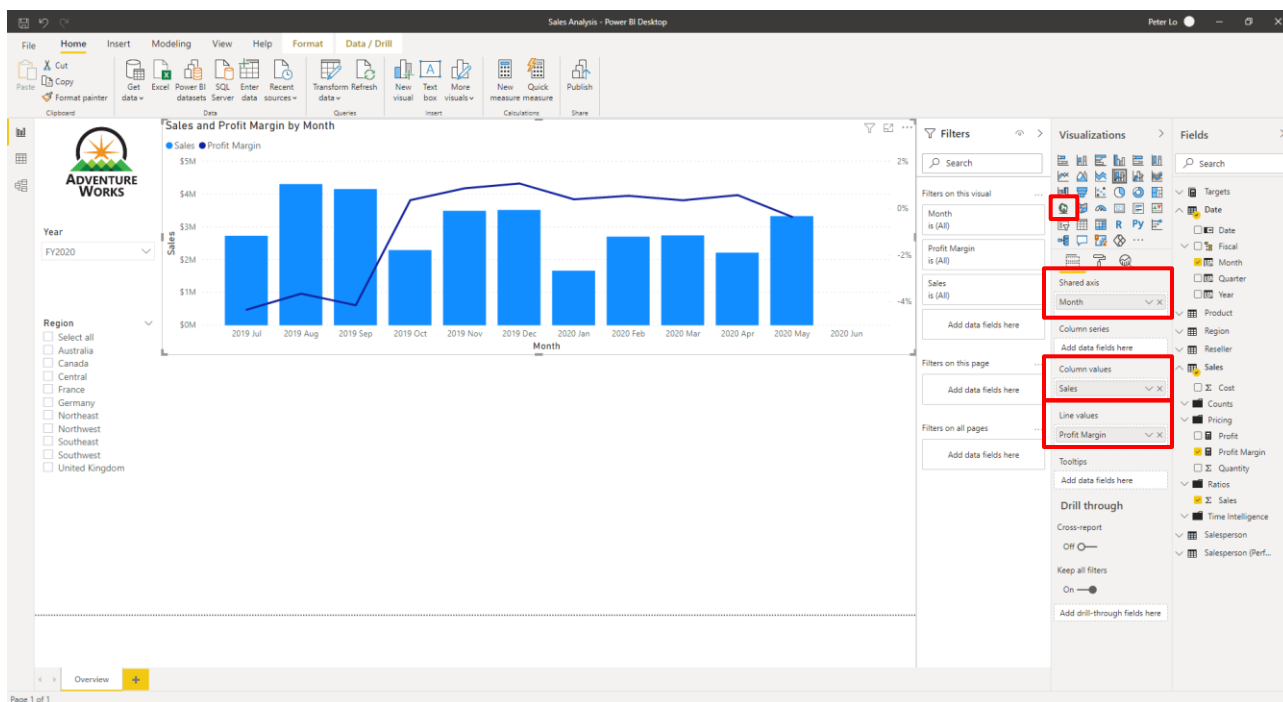 Sales Analysis - Power BI Desktop
Peter Lo
File Home Insert Modeling View Help Format Data / Drill
Paste
Cut
Copy
Format painter
Clipboard
Get data
Excel
Power BI datasets
SQL Server
Enter data
Recent sources
Data
Transform data
Refresh
Queries
New visual
Text box
More visuals
Insert
New measure
Quick measure
Calculations
Publish
Share
ADVENTURE
WORKS
Year
FY2020
Region
Select all
Australia
Canada
Central
France
Germany
Northeast
Northwest
Southeast
Southwest
United Kingdom
Sales and Profit Margin by Month
Sales Profit Margin
$5M
$4M
$3M
$2M
$1M
$0M
Sales
2%
0%
-2%
-4%
2019 Jul 2019 Aug 2019 Sep 2019 Oct 2019 Nov 2019 Dec 2020 Jan 2020 Feb 2020 Mar 2020 Apr 2020 May 2020 Jun
Month
Filters
Search
Filters on this visual
Month
is (All)
Profit Margin
is (All)
Sales
is (All)
Add data fields here
Filters on this page
Add data fields here
Filters on all pages
Add data fields here
Visualizations
R Py
Shared axis
Month
Column series
Add data fields here
Column values
Sales
Line values
Profit Margin
Tooltips
Add data fields here
Drill through
Cross-report
Off
Keep all filters
On
Add drill-through fields here
Fields
Search
Targets
Date
Date
Fiscal
Month
Quarter
Year
Product
Region
Reseller
Sales
Σ Cost
Counts
Pricing
Profit
Profit Margin
Σ Quantity
Ratios
Σ Sales
Time Intelligence
Salesperson
Salesperson (Perf...
Overview
Page 1 of 1